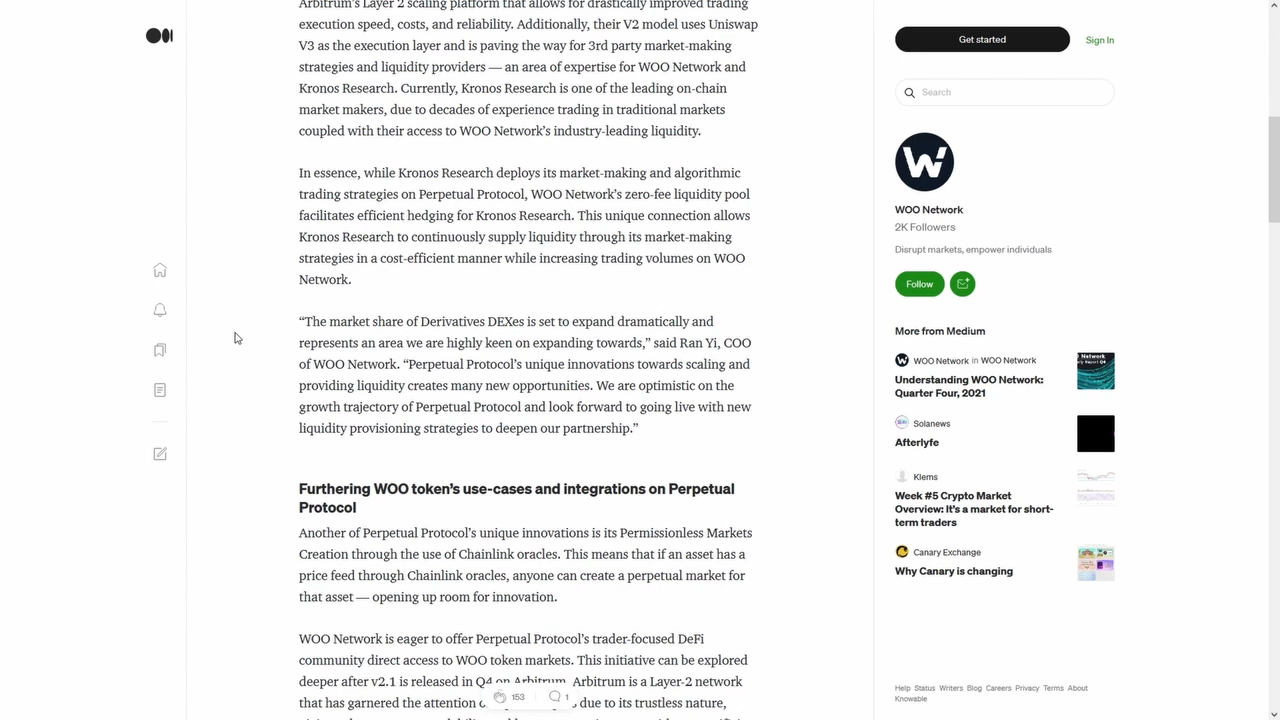 Arbitrum's Layer 2 scaling platform that allows for drastically improved trading
execution speed, costs, and reliability. Additionally, their V2 model uses Uniswap
V3 as the execution layer and is paving the way for 3rd party market-making
strategies and liquidity providers — an area of expertise for WOO Network and
Kronos Research. Currently, Kronos Research is one of the leading on-chain
market makers, due to decades of experience trading in traditional markets
coupled with their access to WOO Network's industry-leading liquidity.
In essence, while Kronos Research deploys its market-making and algorithmic
trading strategies on Perpetual Protocol, WOO Network's zero-fee liquidity pool
facilitates efficient hedging for Kronos Research. This unique connection allows
Kronos Research to continuously supply liquidity through its market-making
strategies in a cost-efficient manner while increasing trading volumes on WOO
Network.
“The market share of Derivatives DEXes is set to expand dramatically and
represents an area we are highly keen on expanding towards,” said Ran Yi, COO
of WOO Network. “Perpetual Protocol's unique innovations towards scaling and
providing liquidity creates many new opportunities. We are optimistic on the
growth trajectory of Perpetual Protocol and look forward to going live with new
liquidity provisioning strategies to deepen our partnership.”
Furthering WOO token's use-cases and integrations on Perpetual
Protocol
Another of Perpetual Protocol's unique innovations is its Permissionless Markets
Creation through the use of Chainlink oracles. This means that if an asset has a
price feed through Chainlink oracles, anyone can create a perpetual market for
that asset — opening up room for innovation.
WOO Network is eager to offer Perpetual Protocol's trader-focused DeFi
community direct access to WOO token markets. This initiative can be explored
deeper after v2.1 is released in Q4 on Arbitrum. Arbitrum is a Layer-2 network
that has garnered the attention of due to its trustless nature,
153
1
Get started
Sign In
Search
WOO Network
2K Followers
Disrupt markets, empower individuals
Follow
More from Medium
WOO Network in WOO Network
Understanding WOO Network:
Quarter Four, 2021
Solanews
Afterlyfe
Klems
Week #5 Crypto Market
Overview: It's a market for short-
term traders
Canary Exchange
Why Canary is changing
Help Status Writers Blog Careers Privacy Terms About
Knowable